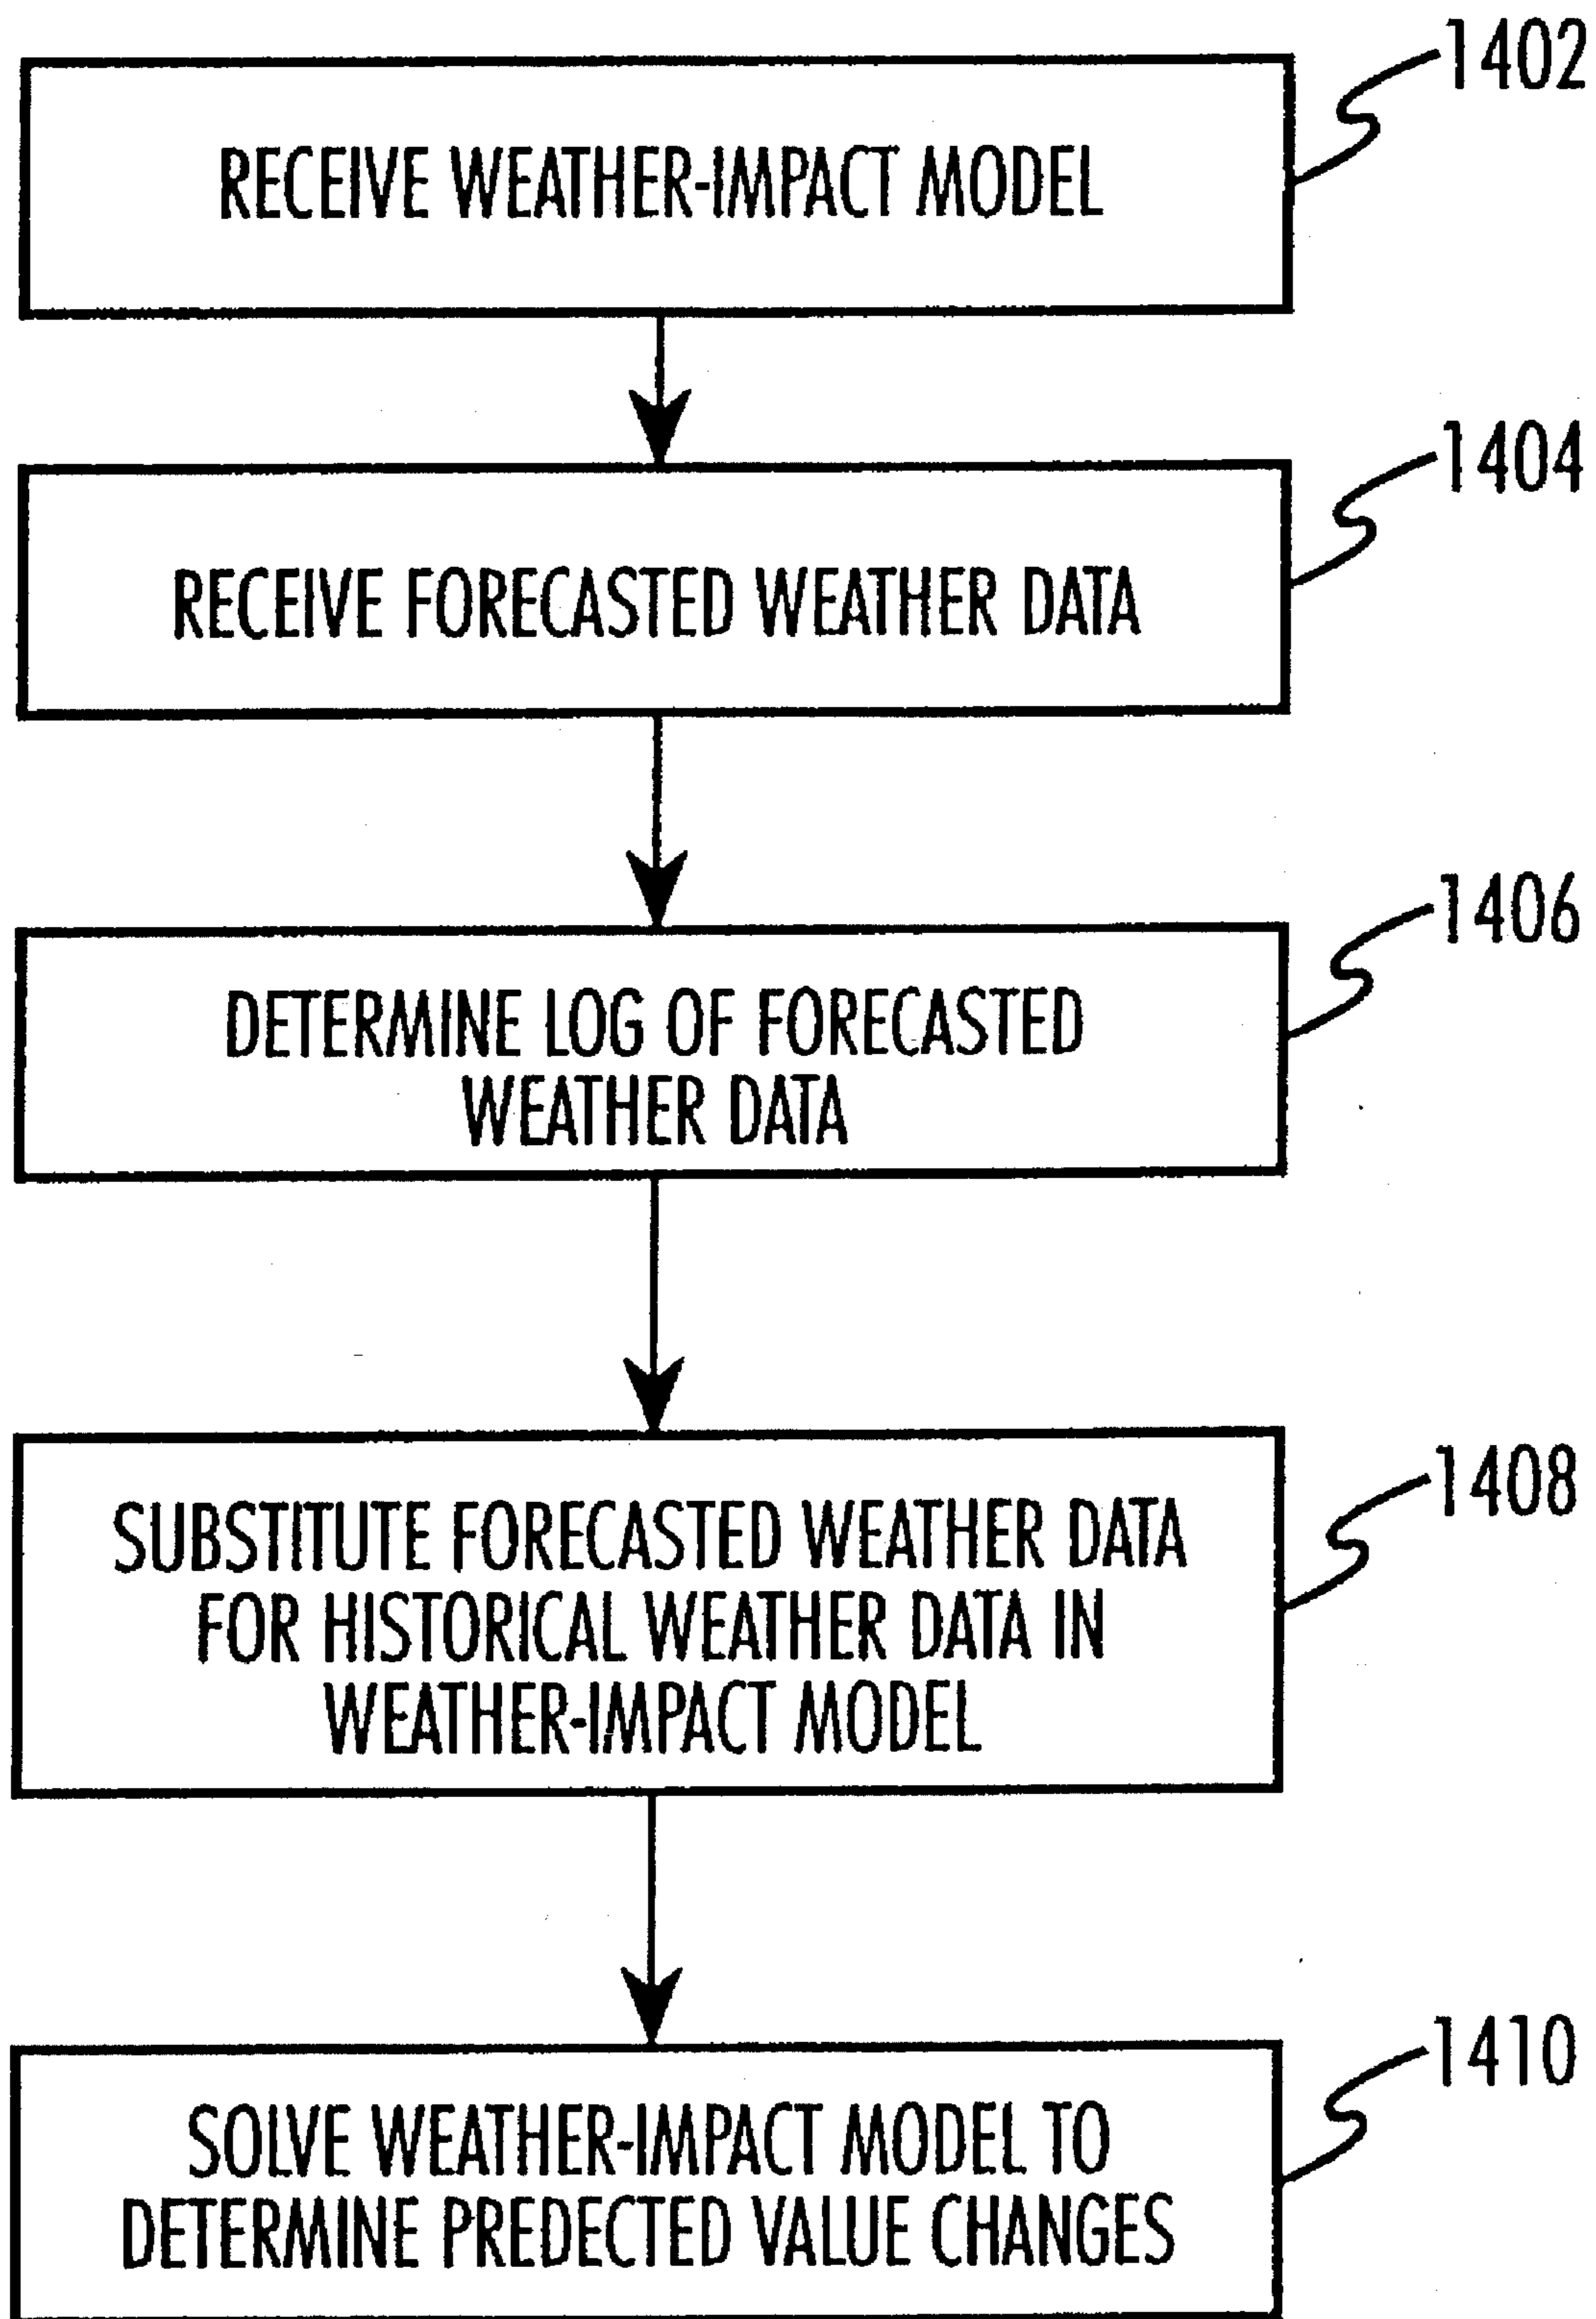 1402
RECEIVE WEATHER-IMPACT MODEL
1404
RECEIVE FORECASTED WEATHER DATA
1406
DETERMINE LOG OF FORECASTED
WEATHER DATA
1408
SUBSTITUTE FORECASTED WEATHER DATA
FOR HISTORICAL WEATHER DATA IN
WEATHER-IMPACT MODEL
1410
SOLVE WEATHER-IMPACT MODEL TO
DETERMINE PREDECTED VALUE CHANGES